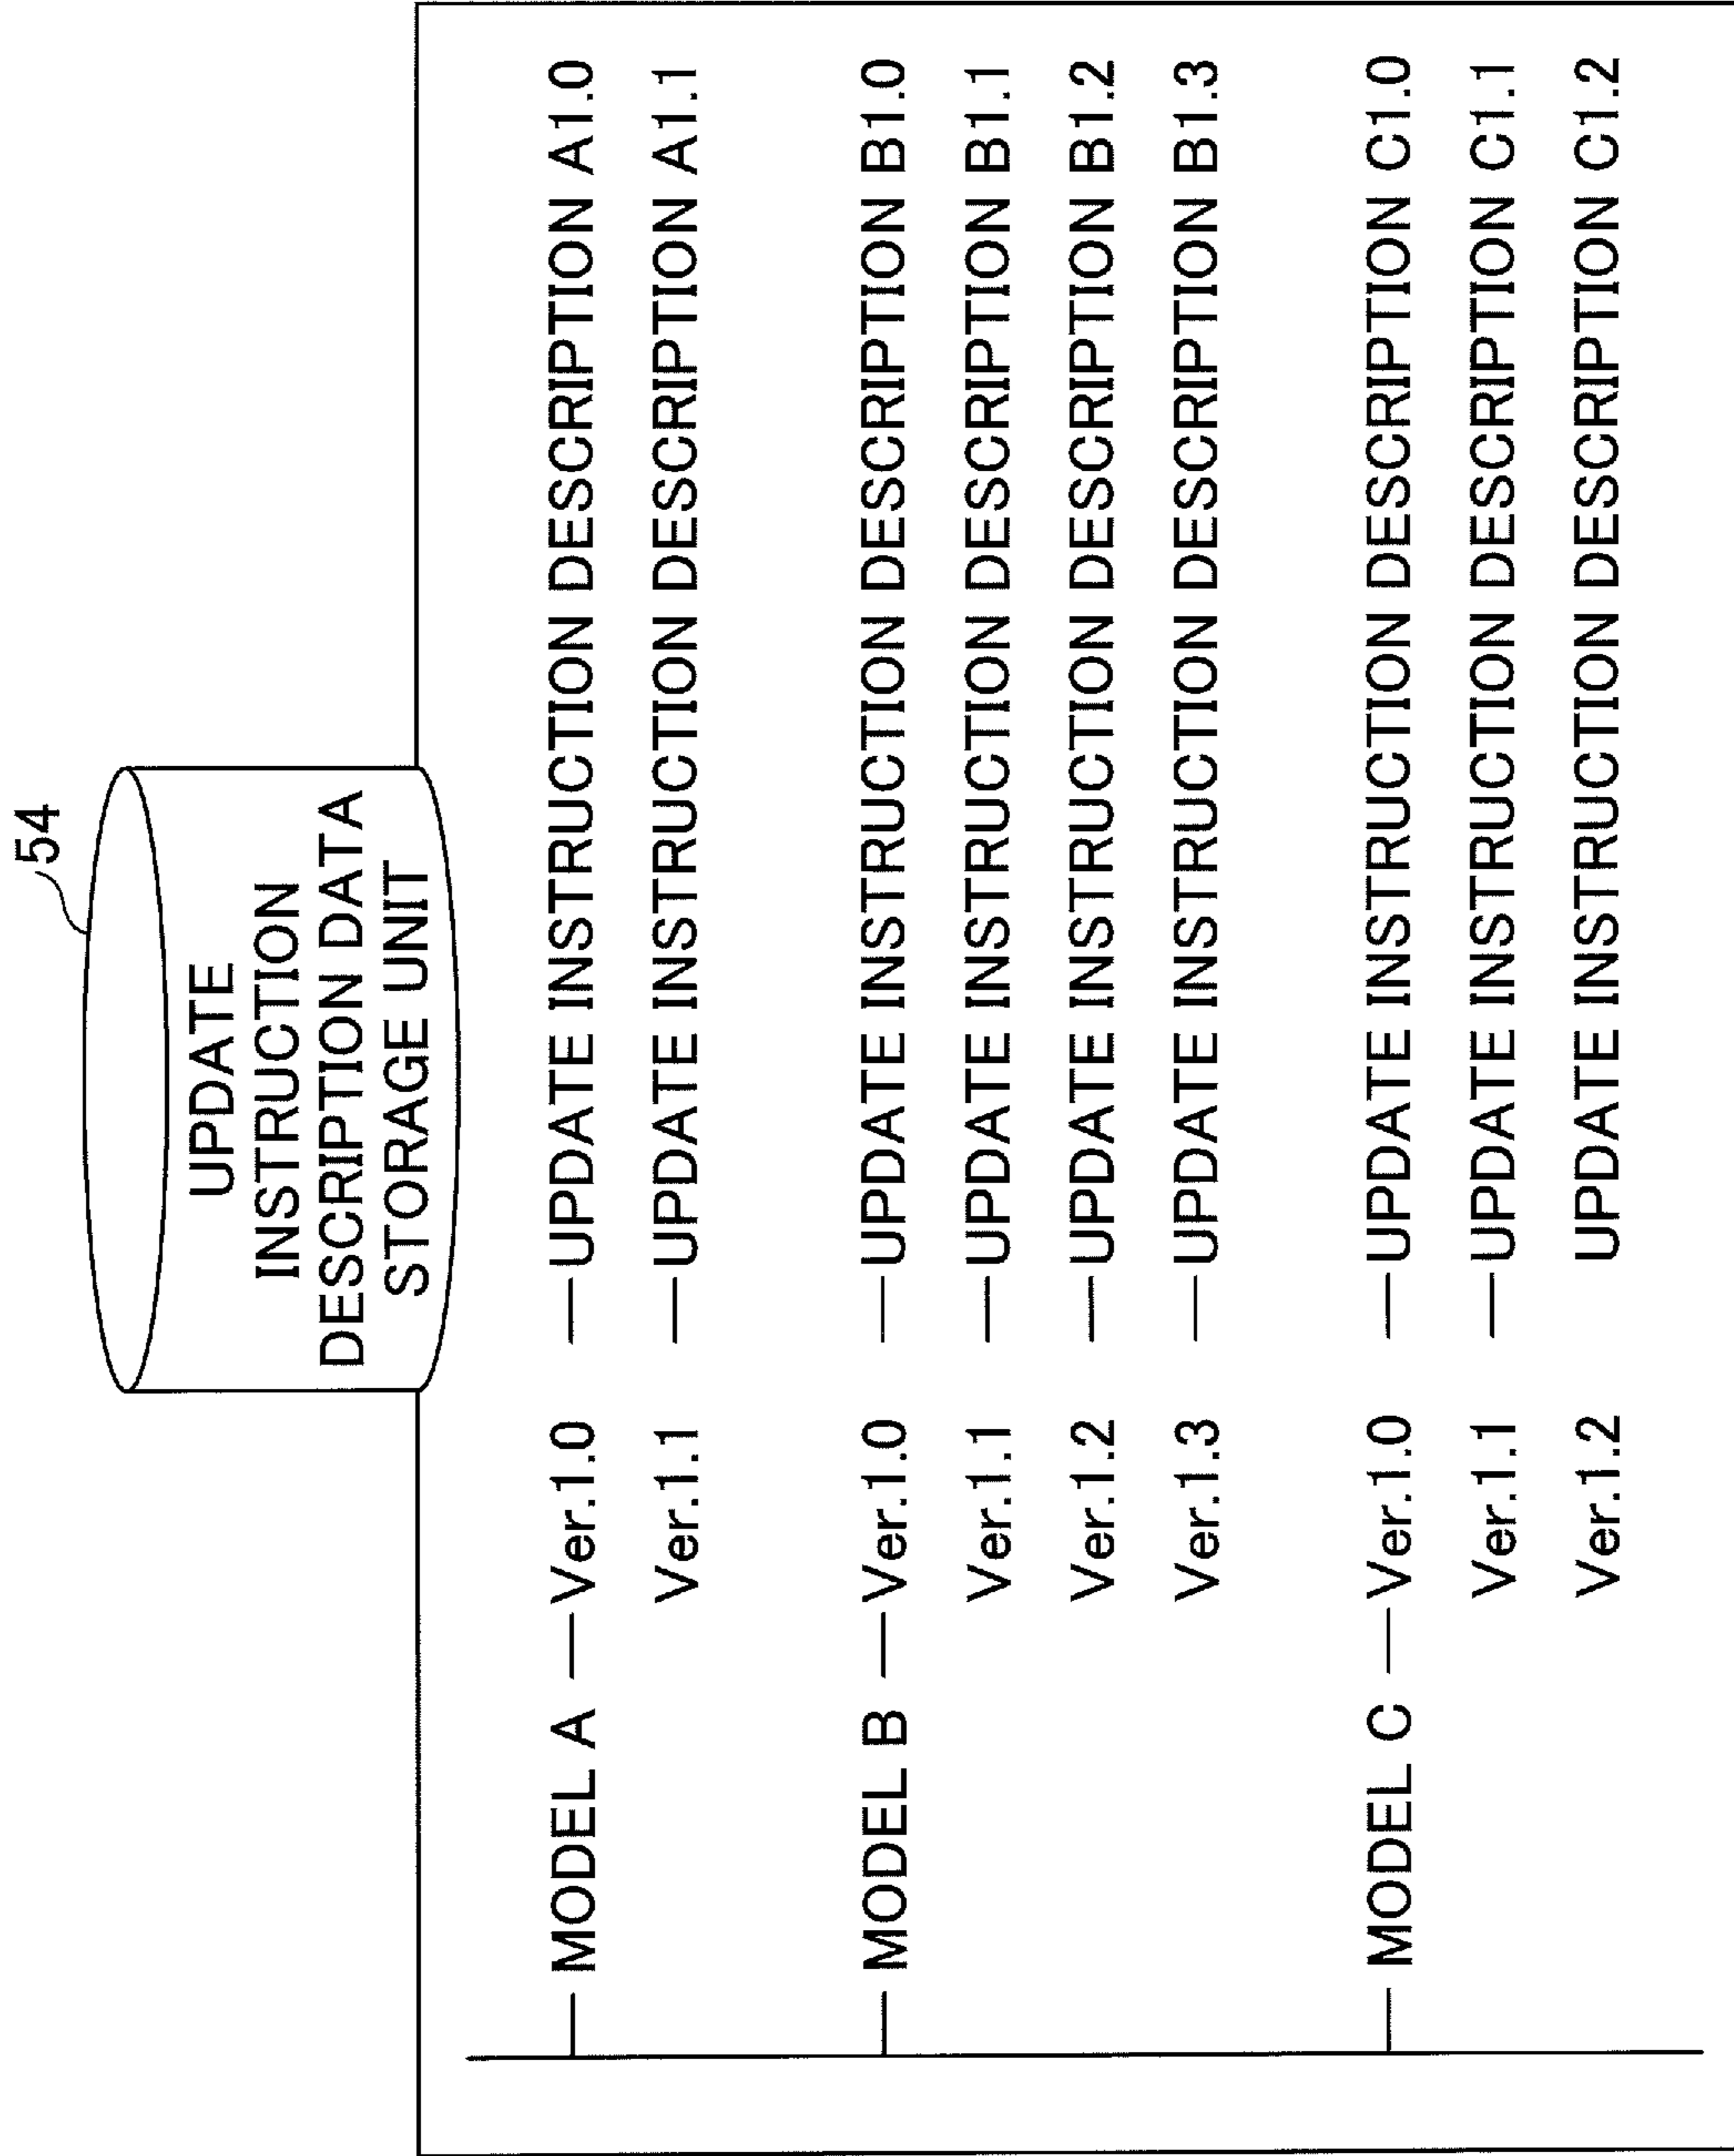 54
UPDATE
INSTRUCTION
DESCRIPTION DATA
STORAGE UNIT
MODEL A — Ver.1.0 — UPDATE INSTRUCTION DESCRIPTION A1.0
Ver.1.1 — UPDATE INSTRUCTION DESCRIPTION A1.1
MODEL B — Ver.1.0 — UPDATE INSTRUCTION DESCRIPTION B1.0
Ver.1.1 — UPDATE INSTRUCTION DESCRIPTION B1.1
Ver.1.2 — UPDATE INSTRUCTION DESCRIPTION B1.2
Ver.1.3 — UPDATE INSTRUCTION DESCRIPTION B1.3
MODEL C — Ver.1.0 — UPDATE INSTRUCTION DESCRIPTION C1.0
Ver.1.1 — UPDATE INSTRUCTION DESCRIPTION C1.1
Ver.1.2 UPDATE INSTRUCTION DESCRIPTION C1.2